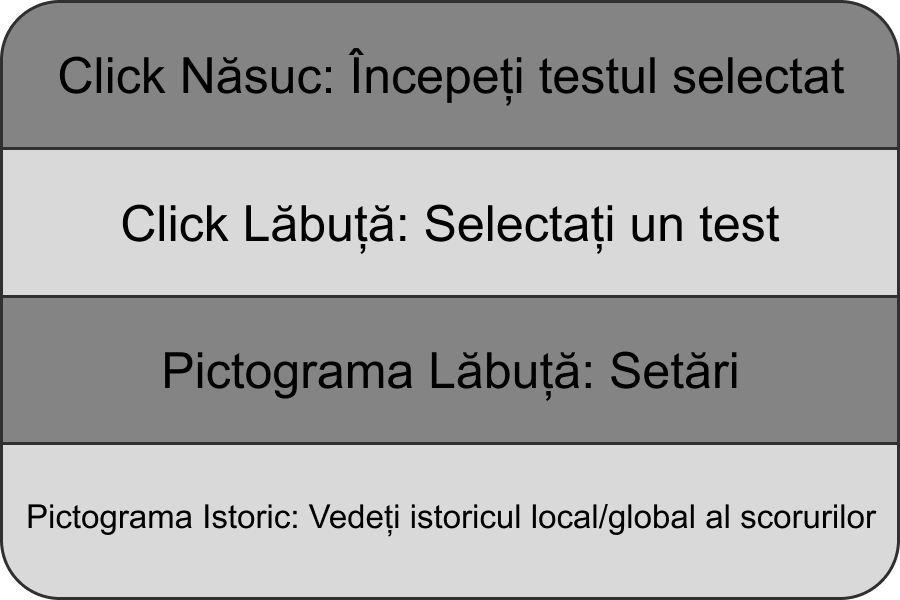 Click Năsuc: Începeți testul selectat
Click Lăbuță: Selectați un test
Pictograma Lăbuță: Setări
Pictograma Istoric: Vedeți istoricul local/global al scorurilor